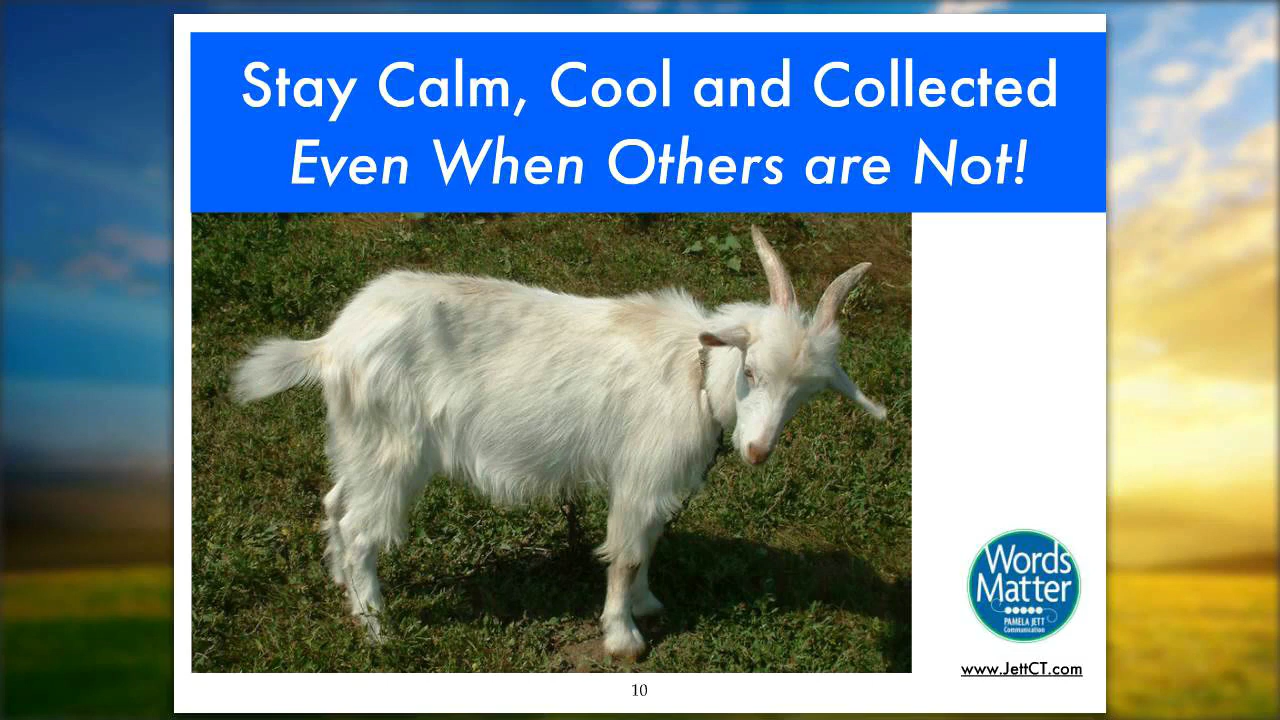 Stay Calm, Cool and Collected
Even When Others are Not!
Words
Matter
PAMELA JETT
Communication
www.JettCT.com
10